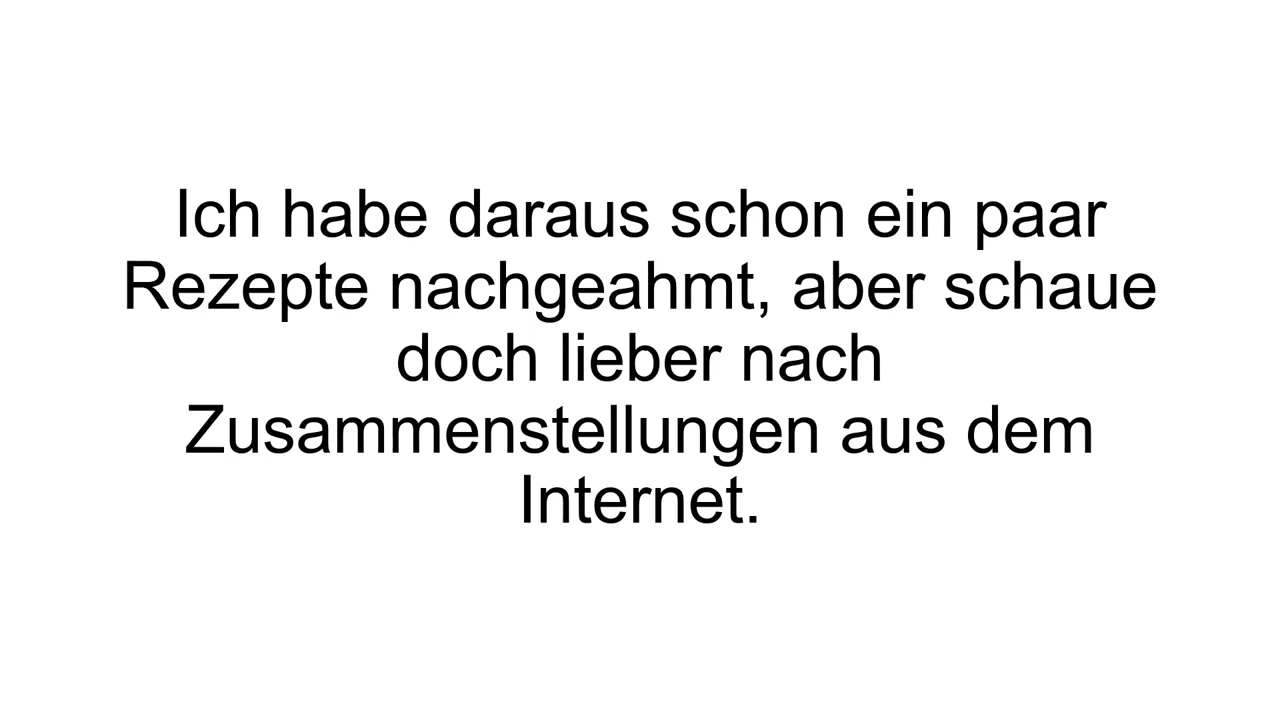 Ich habe daraus schon ein paar
Rezepte nachgeahmt, aber schaue
doch lieber nach
Zusammenstellungen aus dem
Internet.